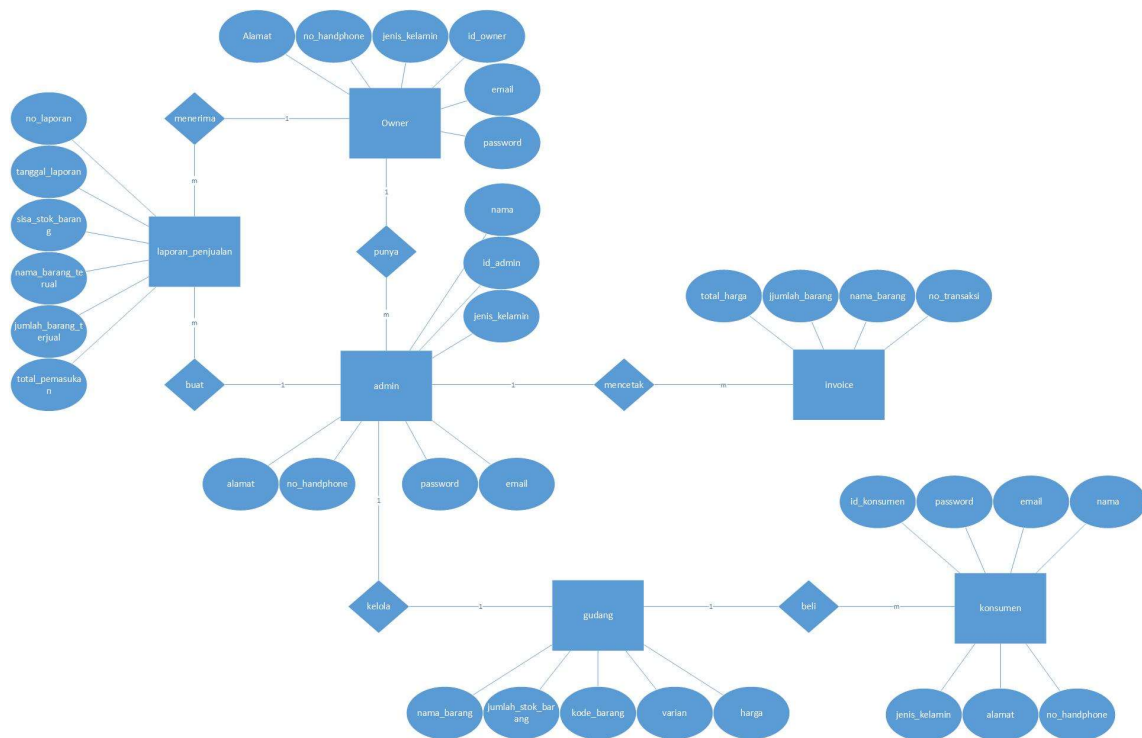 Alamat
no_handphone
jenis_kelamin
id_owner
email
password
Owner
menerima
1
m
no_laporan
tanggal_laporan
sisa_stok_baran
g
nama_barang_te
rual
jumlah_barang_t
erjual
total_pemasuka
n
laporan_penjualan
1
punya
m
nama
id_admin
jenis_kelamin
m
buat
1
admin
1
mencetak
m
invoice
total_harga
jjumlah_barang
nama_barang
no_transaksi
alamat
no_handphone
password
email
1
kelola
1
gudang
1
beli
m
konsumen
id_konsumen
password
email
nama
nama_barang
jumlah_stok_bar
ang
kode_barang
varian
harga
jenis_kelamin
alamat
no_handphone